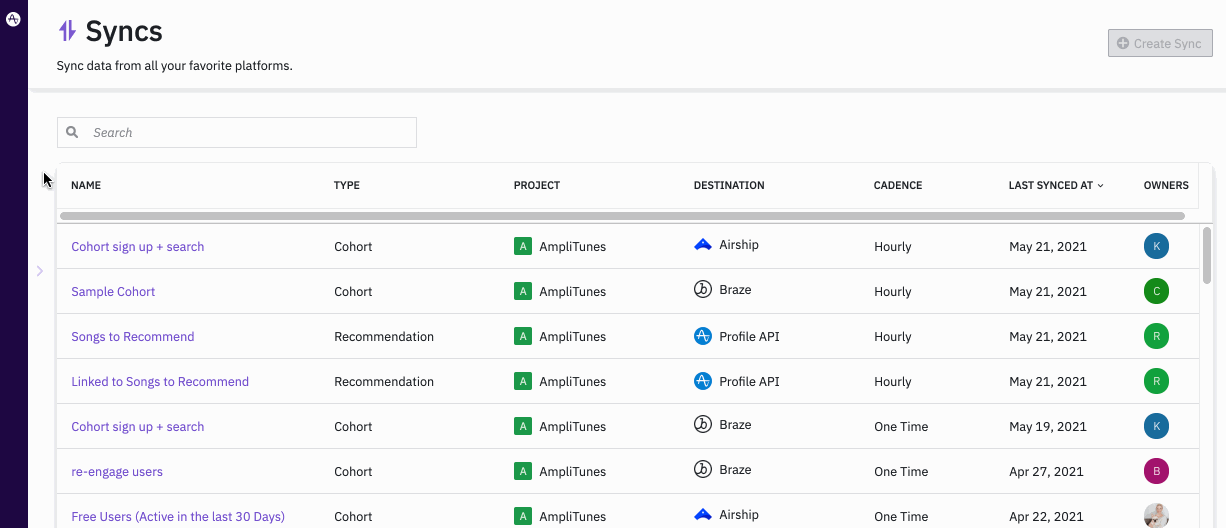 Syncs
Create Sync
Sync data from all your favorite platforms.
Search
NAME TYPE PROJECT DESTINATION CADENCE LAST SYNCED AT OWNERS
Cohort sign up + search Cohort A AmpliTunes Airship Hourly May 21, 2021 K
Sample Cohort Cohort A AmpliTunes Braze Hourly May 21, 2021 C
Songs to Recommend Recommendation A AmpliTunes Profile API Hourly May 21, 2021 R
Linked to Songs to Recommend Recommendation A AmpliTunes Profile API Hourly May 21, 2021 R
Cohort sign up + search Cohort A AmpliTunes Braze One Time May 19, 2021 K
re-engage users Cohort A AmpliTunes Braze One Time Apr 27, 2021 B
Free Users (Active in the last 30 Days) Cohort A AmpliTunes Airship One Time Apr 22, 2021